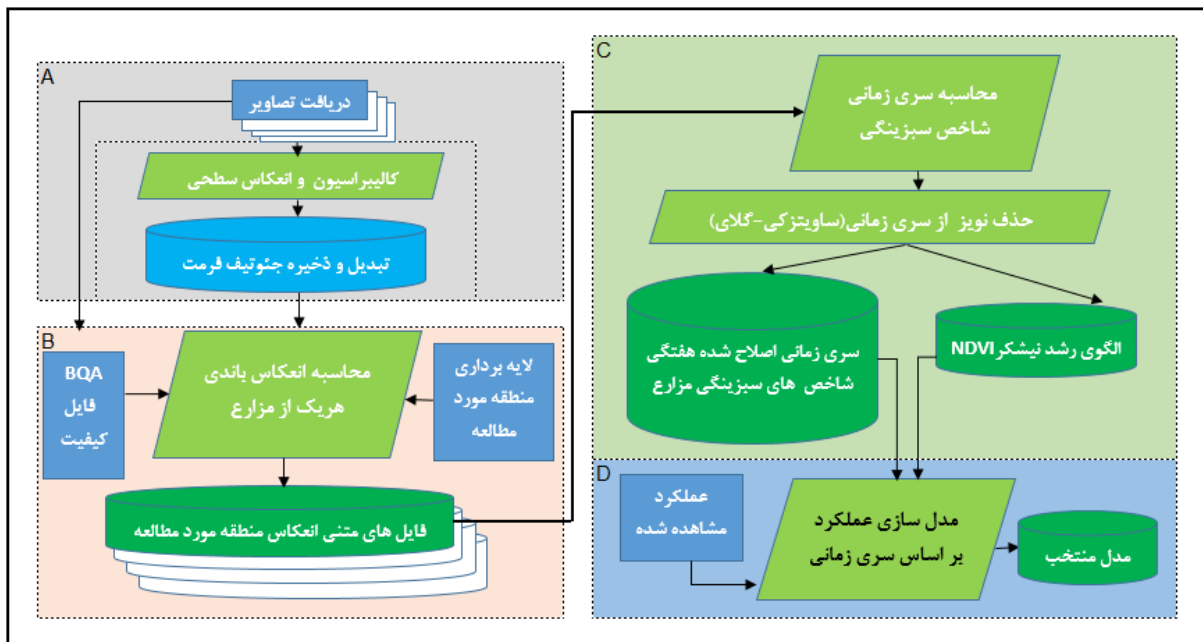 A
دریافت تصاویر
کالیبراسیون و انعکاس سطحی
تبدیل و ذخیره جئوتیف فرمت
B
BQA
فایل
کیفیت
محاسبه انعکاس باندی
هریک از مزارع
لایه برداری
منطقه مورد
مطالعه
فایل های متنی انعکاس منطقه مورد مطالعه
C
محاسبه سری زمانی
شاخص سبزینگی
حذف نویز از سری زمانی(ساویتزکی-گلای)
سری زمانی اصلاح شده هفتگی
شاخص های سبزینگی مزارع
الگوی رشد نیشکرNDVI
D
عملکرد
مشاهده شده
مدل سازی عملکرد
بر اساس سری زمانی
مدل منتخب